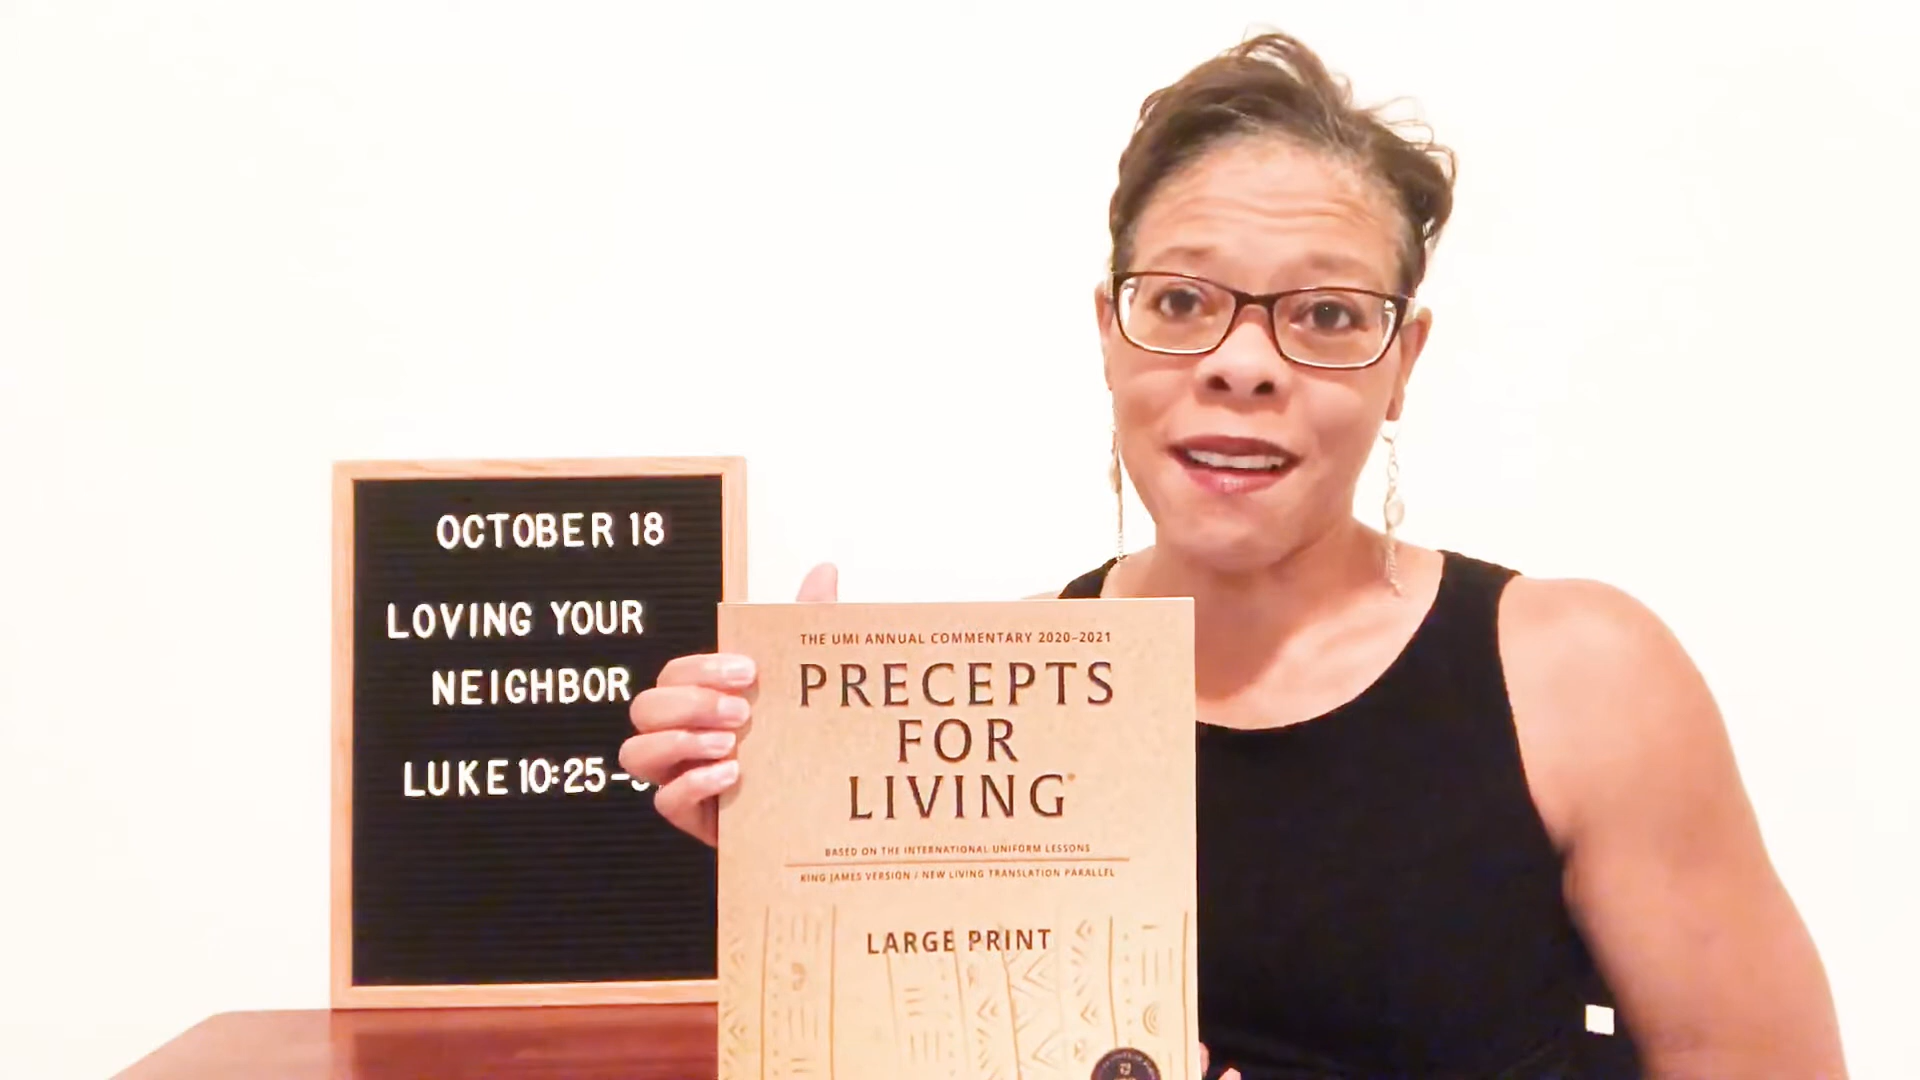 OCTOBER 18
LOVING YOUR
NEIGHBOR
LUKE 10:25-
THE UMI ANNUAL COMMENTARY 2020–2021
PRECEPTS
FOR
LIVING®
BASED ON THE INTERNATIONAL UNIFORM LESSONS
KING JAMES VERSION / NEW LIVING TRANSLATION PARALLEL
LARGE PRINT